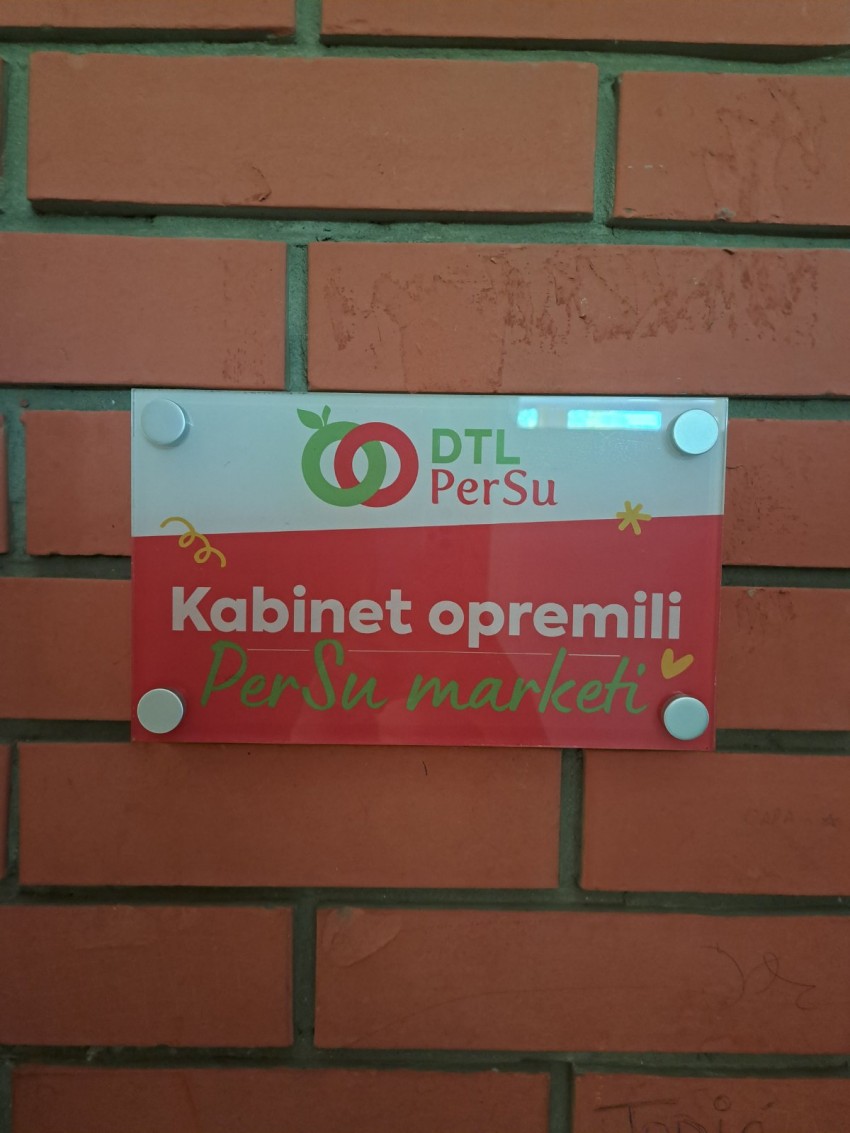 DTL
PerSu
Kabinet opremili
PerSu marketi